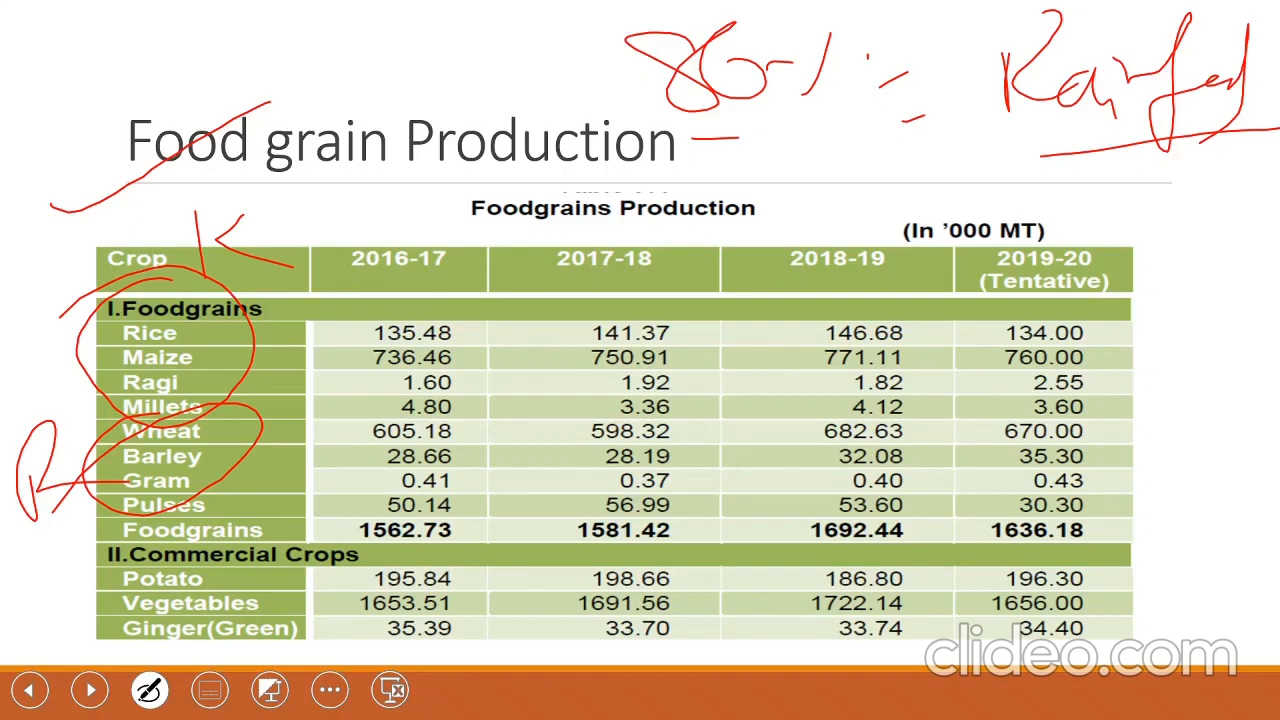 80% = Rainfed
Food grain Production
Foodgrains Production
(In ’000 MT)
Crop 2016-17 2017-18 2018-19 2019-20 (Tentative)
K
I.Foodgrains
Rice 135.48 141.37 146.68 134.00
Maize 736.46 750.91 771.11 760.00
Ragi 1.60 1.92 1.82 2.55
Millets 4.80 3.36 4.12 3.60
Wheat 605.18 598.32 682.63 670.00
Barley 28.66 28.19 32.08 35.30
R
Gram 0.41 0.37 0.40 0.43
Pulses 50.14 56.99 53.60 30.30
Foodgrains 1562.73 1581.42 1692.44 1636.18
II.Commercial Crops
Potato 195.84 198.66 186.80 196.30
Vegetables 1653.51 1691.56 1722.14 1656.00
Ginger(Green) 35.39 33.70 33.74 34.40
clideo.com